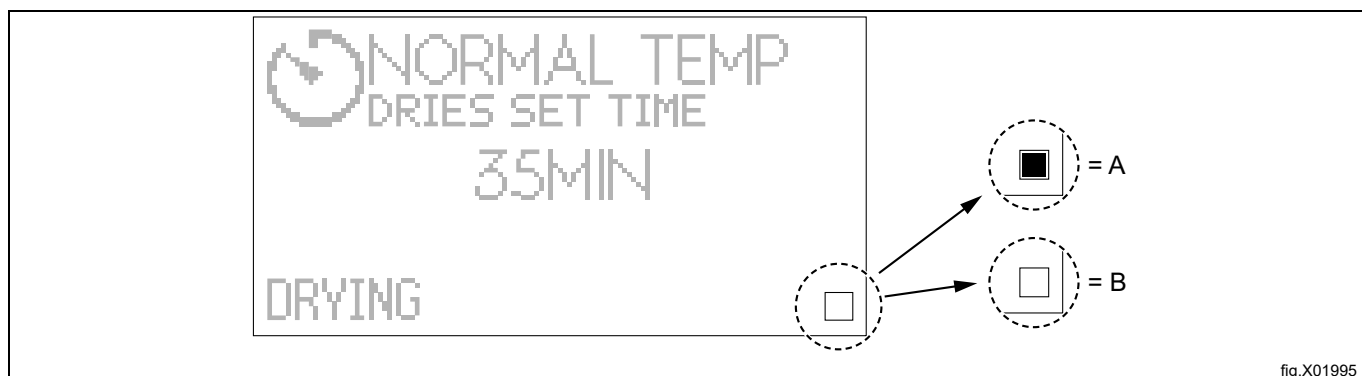 NORMAL TEMP
DRIES SET TIME
35MIN
DRYING
= A
= B
fig.X01995